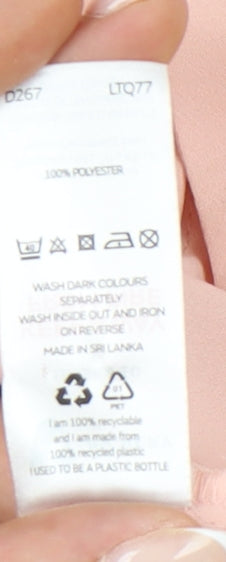 D267 LTQ77
100% POLYESTER
40
WASH DARK COLOURS
SEPARATELY
WASH INSIDE OUT AND IRON
ON REVERSE
MADE IN SRI LANKA
01
PET
I am 100% recyclable
and I am made from
100% recycled plastic
I USED TO BE A PLASTIC BOTTLE